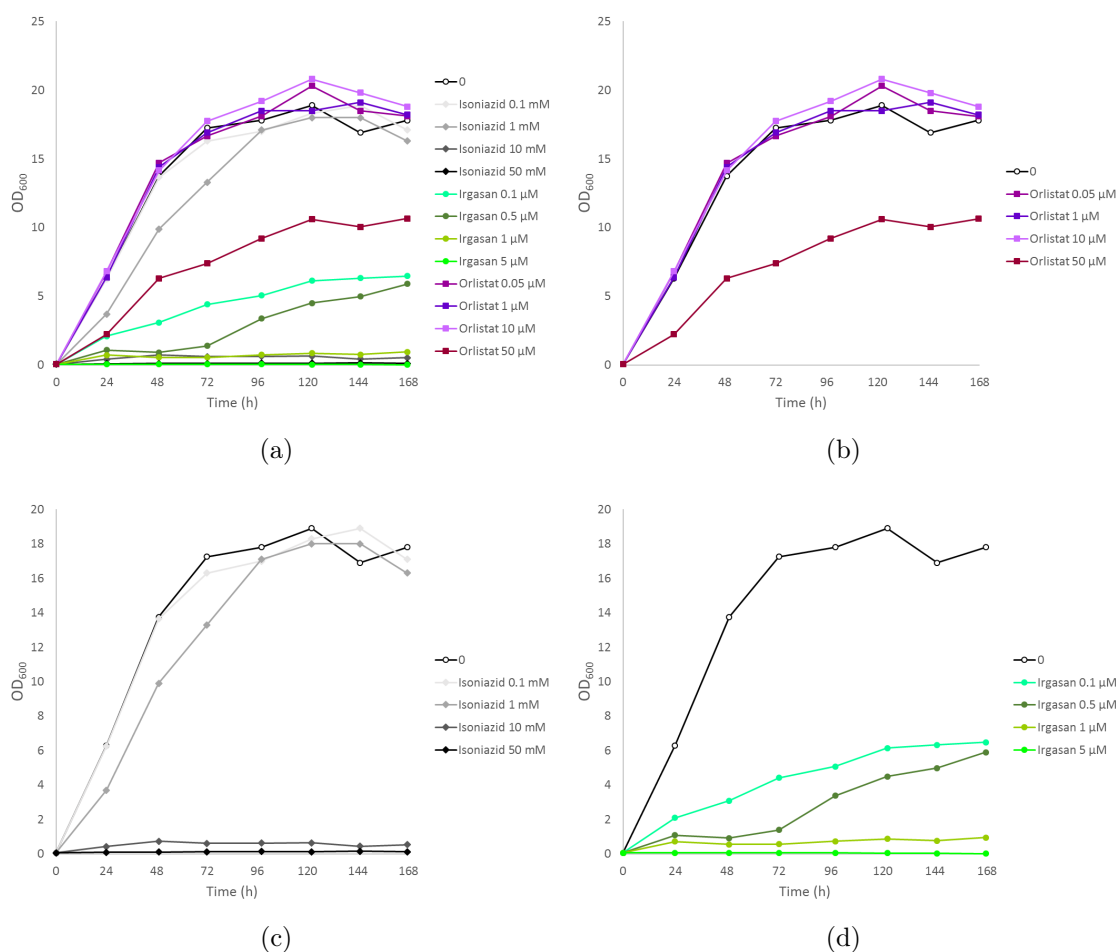 25
20
15
10
5
0
OD600
0 24 48 72 96 120 144 168
Time (h)
0
Isoniazid 0.1 mM
Isoniazid 1 mM
Isoniazid 10 mM
Isoniazid 50 mM
Irgasan 0.1 µM
Irgasan 0.5 µM
Irgasan 1 µM
Irgasan 5 µM
Orlistat 0.05 µM
Orlistat 1 µM
Orlistat 10 µM
Orlistat 50 µM
(a)
25
20
15
10
5
0
OD600
0 24 48 72 96 120 144 168
Time (h)
0
Orlistat 0.05 µM
Orlistat 1 µM
Orlistat 10 µM
Orlistat 50 µM
(b)
20
18
16
14
12
10
8
6
4
2
0
OD600
0 24 48 72 96 120 144 168
Time (h)
0
Isoniazid 0.1 mM
Isoniazid 1 mM
Isoniazid 10 mM
Isoniazid 50 mM
(c)
20
18
16
14
12
10
8
6
4
2
0
OD600
0 24 48 72 96 120 144 168
Time (h)
0
Irgasan 0.1 µM
Irgasan 0.5 µM
Irgasan 1 µM
Irgasan 5 µM
(d)